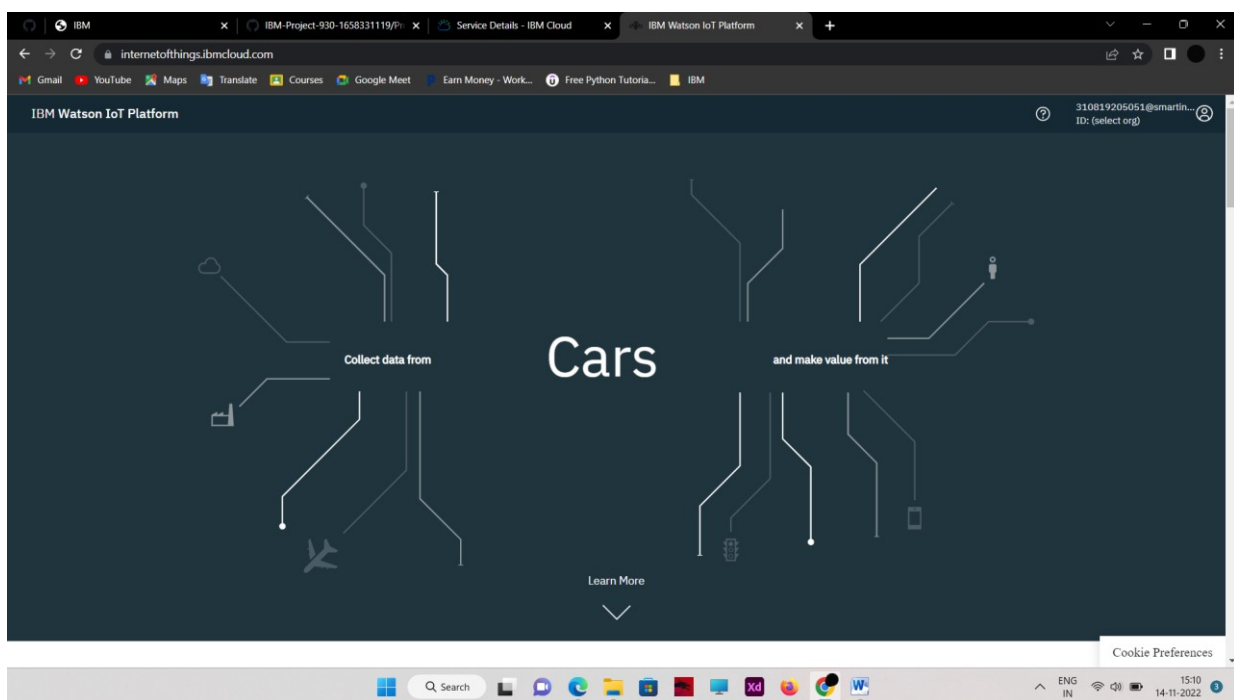 IBM
IBM-Project-930-1658331119/Pr
Service Details - IBM Cloud
IBM Watson IoT Platform
internetofthings.ibmcloud.com
Gmail YouTube Maps Translate Courses Google Meet Earn Money - Work... Free Python Tutoria... IBM
IBM Watson IoT Platform
310819205051@smartin...
ID: (select org)
Collect data from Cars and make value from it
Learn More
Cookie Preferences
Search
ENG
IN
15:10
14-11-2022
3